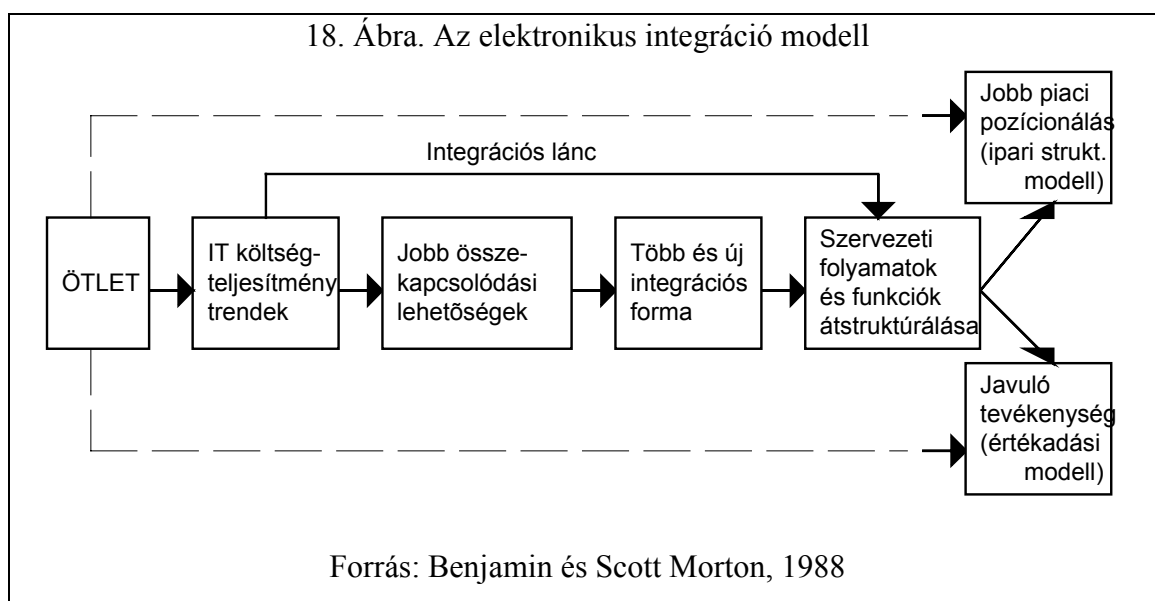 18. Ábra. Az elektronikus integráció modell
Jobb piaci
pozícionálás
(ipari strukt.
modell)
Integrációs lánc
ÖTLET
IT költség-
teljesítmény
trendek
Jobb össze-
kapcsolódási
lehetõségek
Több és új
integrációs
forma
Szervezeti
folyamatok
és funkciók
átstruktúrálása
Javuló
tevékenység
(értékadási
modell)
Forrás: Benjamin és Scott Morton, 1988